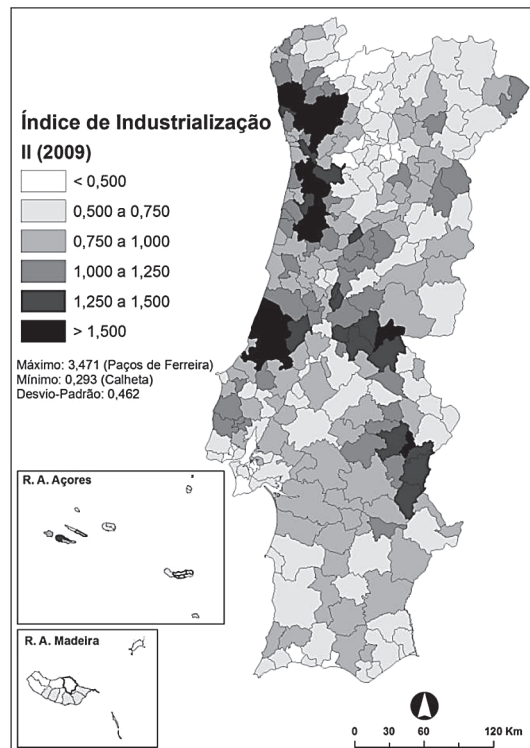 Índice de Industrialização
II (2009)
< 0,500
0,500 a 0,750
0,750 a 1,000
1,000 a 1,250
1,250 a 1,500
> 1,500
Máximo: 3,471 (Paços de Ferreira)
Mínimo: 0,293 (Calheta)
Desvio-Padrão: 0,462
R. A. Açores
R. A. Madeira
0 30 60 120 Km